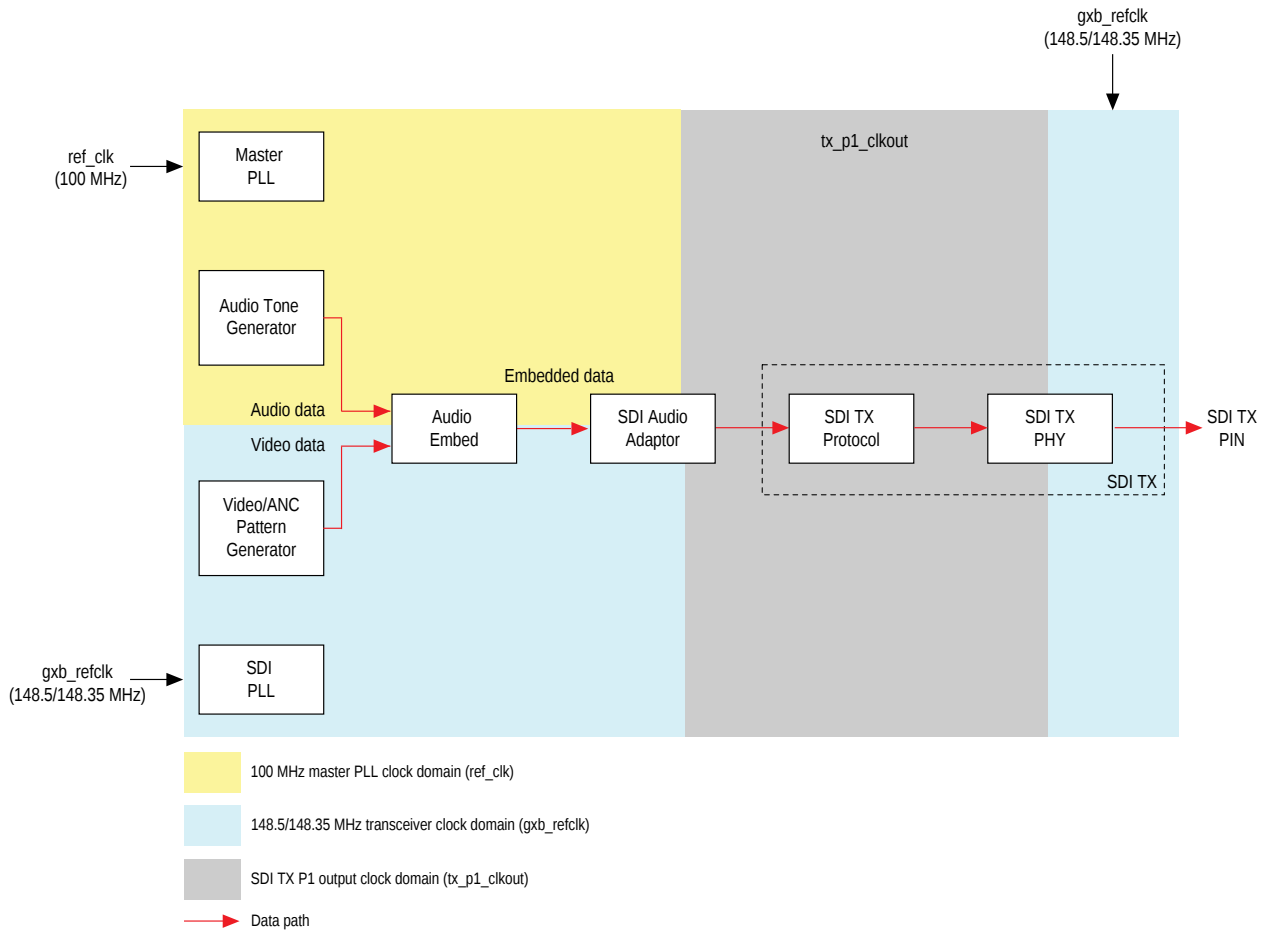 gxb_refclk
(148.5/148.35 MHz)
tx_p1_clkout
ref_clk
(100 MHz)
Master
PLL
Audio Tone
Generator
Embedded data
Audio data
Video data
Audio
Embed
SDI Audio
Adaptor
SDI TX
Protocol
SDI TX
PHY
SDI TX
PIN
SDI TX
Video/ANC
Pattern
Generator
SDI
PLL
gxb_refclk
(148.5/148.35 MHz)
100 MHz master PLL clock domain (ref_clk)
148.5/148.35 MHz transceiver clock domain (gxb_refclk)
SDI TX P1 output clock domain (tx_p1_clkout)
Data path